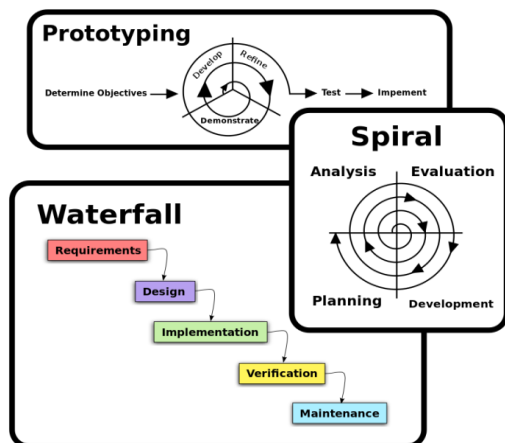 Prototyping
Develop
Refine
Demonstrate
Determine Objectives
Test
Impement
Spiral
Analysis
Evaluation
Planning
Development
Waterfall
Requirements
Design
Implementation
Verification
Maintenance